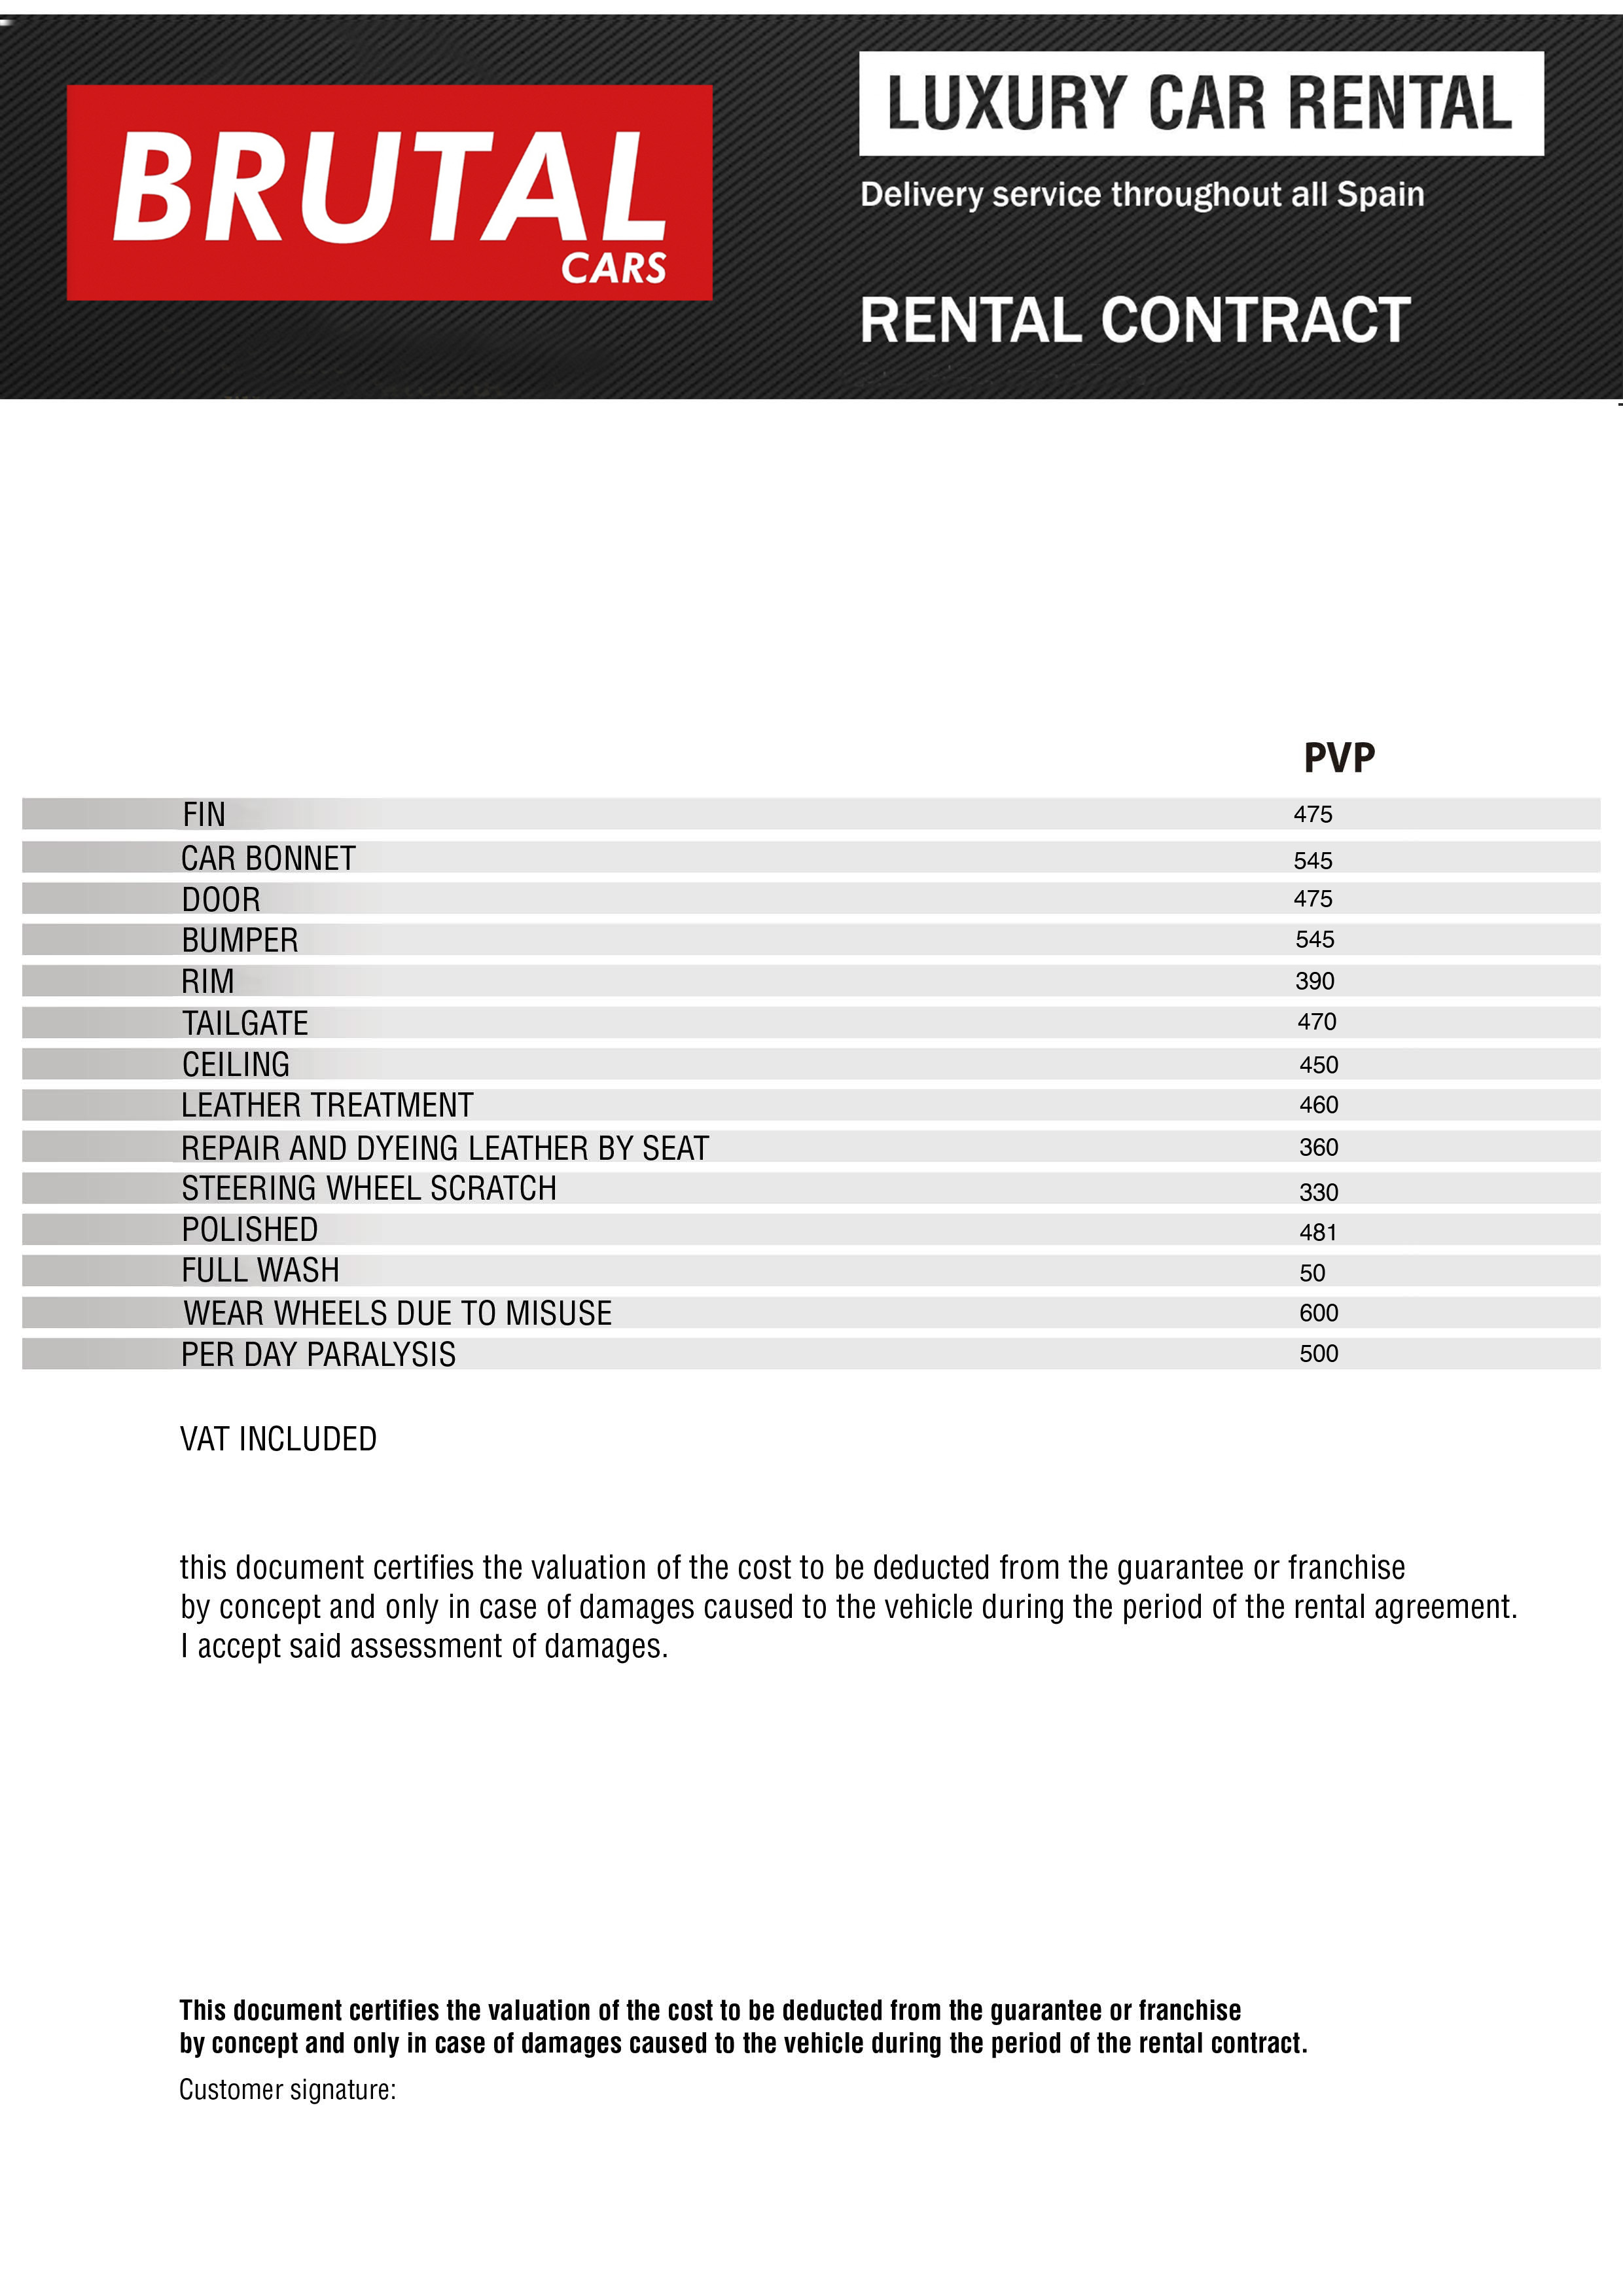 BRUTAL
CARS
LUXURY CAR RENTAL
Delivery service throughout all Spain
RENTAL CONTRACT
PVP
FIN 475
CAR BONNET 545
DOOR 475
BUMPER 545
RIM 390
TAILGATE 470
CEILING 450
LEATHER TREATMENT 460
REPAIR AND DYEING LEATHER BY SEAT 360
STEERING WHEEL SCRATCH 330
POLISHED 481
FULL WASH 50
WEAR WHEELS DUE TO MISUSE 600
PER DAY PARALYSIS 500
VAT INCLUDED
this document certifies the valuation of the cost to be deducted from the guarantee or franchise
by concept and only in case of damages caused to the vehicle during the period of the rental agreement.
I accept said assessment of damages.
This document certifies the valuation of the cost to be deducted from the guarantee or franchise
by concept and only in case of damages caused to the vehicle during the period of the rental contract.
Customer signature: